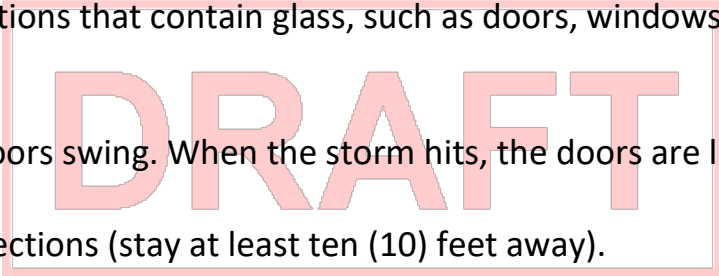 tions that contain glass, such as doors, windows
DRAFT
oors swing. When the storm hits, the doors are l
ections (stay at least ten (10) feet away).